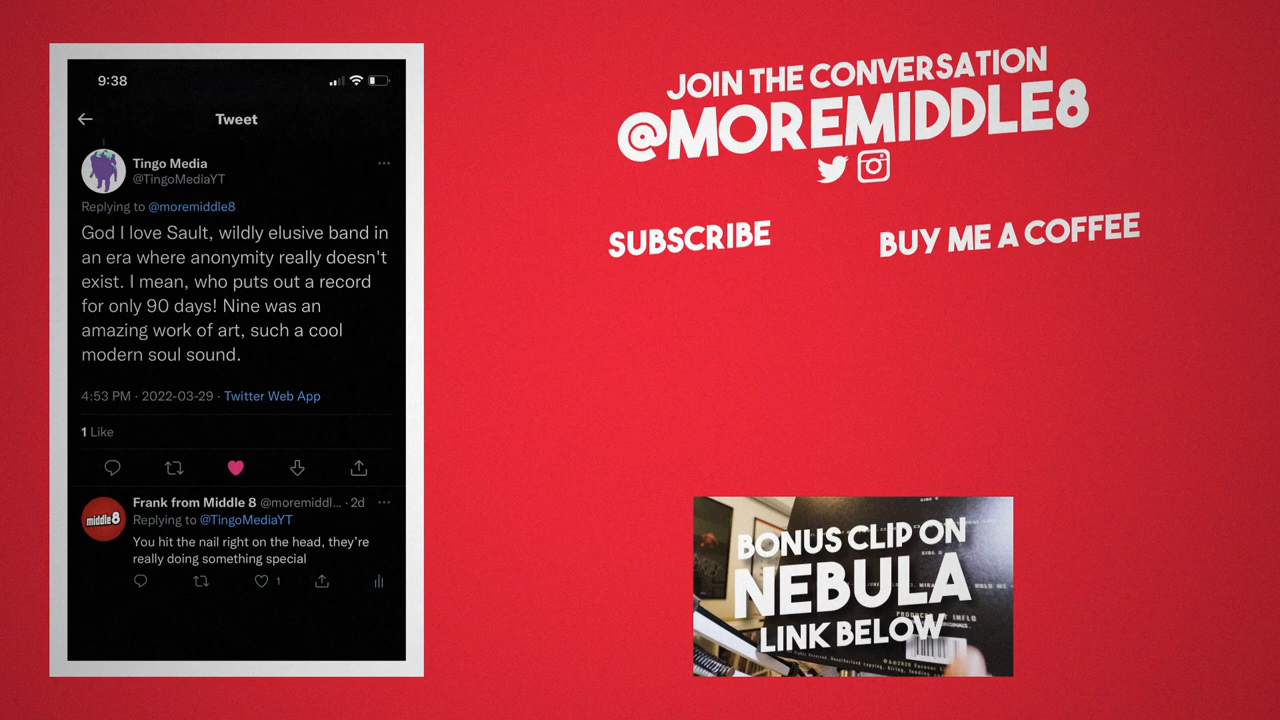 9:38
Tweet
Tingo Media
@TingoMediaYT
Replying to @moremiddle8
God I love Sault, wildly elusive band in
an era where anonymity really doesn't
exist. I mean, who puts out a record
for only 90 days! Nine was an
amazing work of art, such a cool
modern soul sound.
4:53 PM · 2022-03-29 · Twitter Web App
1 Like
Frank from Middle 8 @moremiddl... · 2d
middle8
Replying to @TingoMediaYT
You hit the nail right on the head, they're
really doing something special
1
JOIN THE CONVERSATION
@MOREMIDDLE8
SUBSCRIBE
BUY ME A COFFEE
BONUS CLIP ON
NEBULA
LINK BELOW